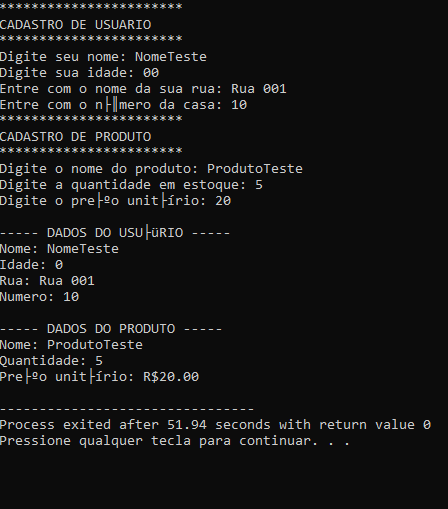 ***********************
CADASTRO DE USUARIO
***********************
Digite seu nome: NomeTeste
Digite sua idade: 00
Entre com o nome da sua rua: Rua 001
Entre com o n├║mero da casa: 10
***********************
CADASTRO DE PRODUTO
***********************
Digite o nome do produto: ProdutoTeste
Digite a quantidade em estoque: 5
Digite o pre├ºo unit├írio: 20
----- DADOS DO USU├üRIO -----
Nome: NomeTeste
Idade: 0
Rua: Rua 001
Numero: 10
----- DADOS DO PRODUTO -----
Nome: ProdutoTeste
Quantidade: 5
Pre├ºo unit├írio: R$20.00
--------------------------------
Process exited after 51.94 seconds with return value 0
Pressione qualquer tecla para continuar. . .